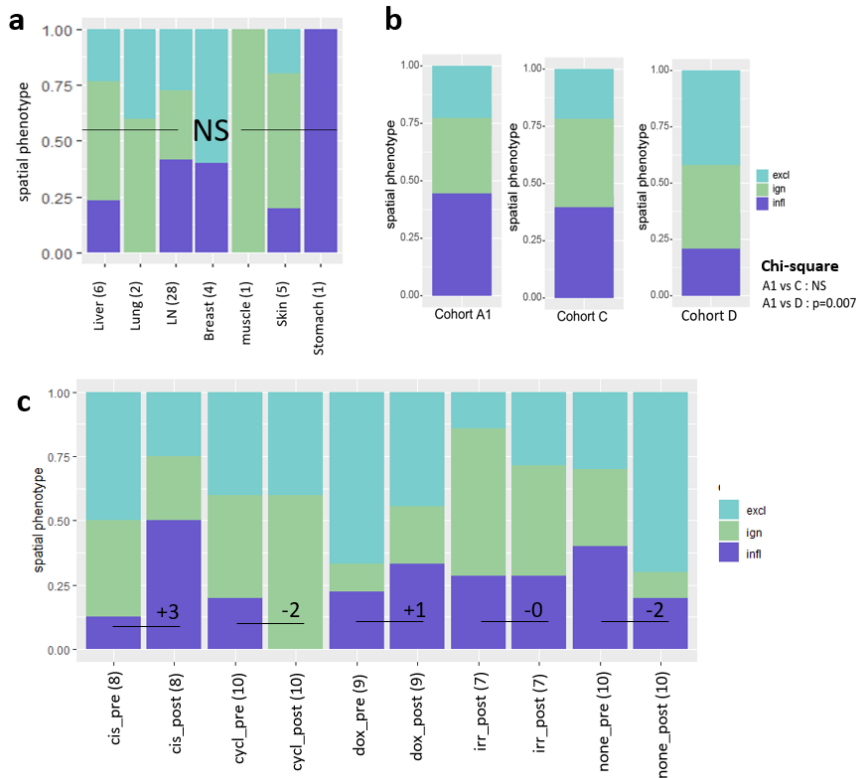 a
spatial phenotype
1.00
0.75
0.50
0.25
0.00
NS
Liver (6)
Lung (2)
LN (28)
Breast (4)
muscle (1)
Skin (5)
Stomach (1)
b
spatial phenotype
1.00
0.75
0.50
0.25
0.00
Cohort A1
spatial phenotype
1.00
0.75
0.50
0.25
0.00
Cohort C
spatial phenotype
1.00
0.75
0.50
0.25
0.00
Cohort D
excl
ign
infl
Chi-square
A1 vs C : NS
A1 vs D : p=0.007
c
spatial phenotype
1.00
0.75
0.50
0.25
0.00
+3
-2
+1
-0
-2
cis_pre (8)
cis_post (8)
cycl_pre (10)
cycl_post (10)
dox_pre (9)
dox_post (9)
irr_post (7)
irr_post (7)
none_pre (10)
none_post (10)
excl
ign
infl